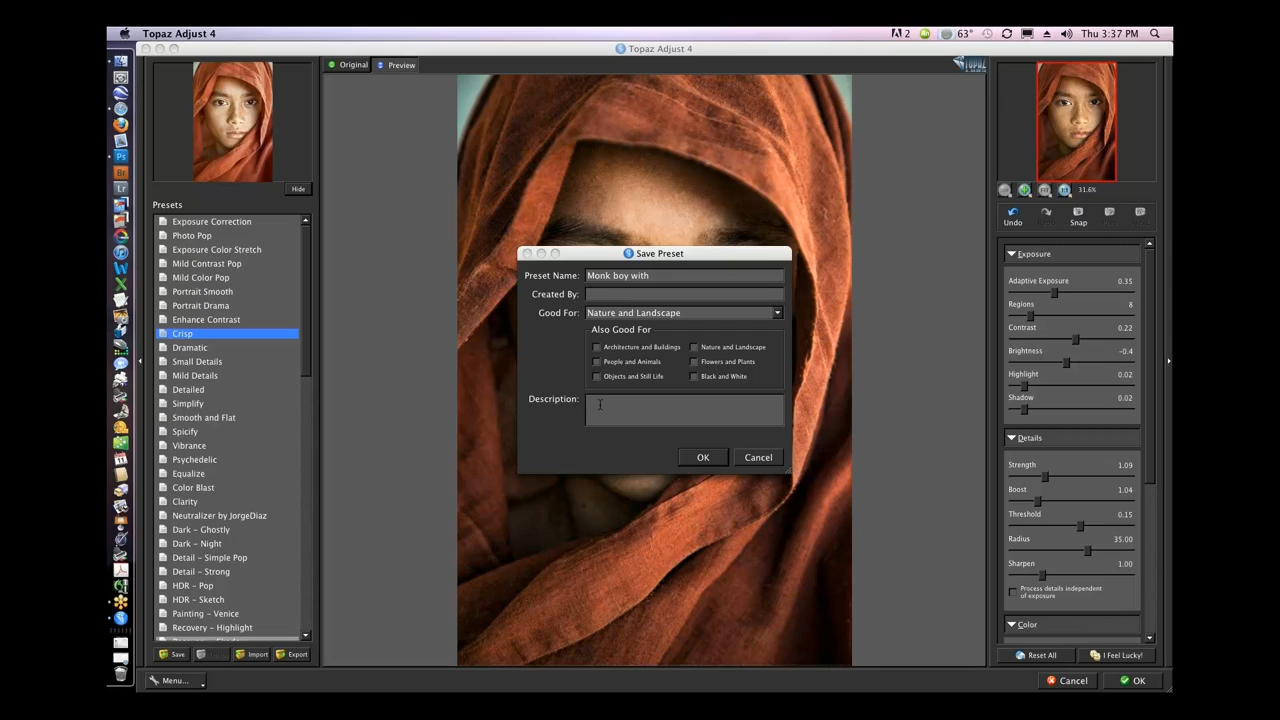 Topaz Adjust 4
2
63°
Thu 3:37 PM
Topaz Adjust 4
Original
Preview
TOPAZ
Hide
31.6%
Presets
Undo
Snap
Exposure Correction
Photo Pop
Exposure Color Stretch
Mild Contrast Pop
Mild Color Pop
Portrait Smooth
Portrait Drama
Enhance Contrast
Crisp
Dramatic
Small Details
Mild Details
Detailed
Simplify
Smooth and Flat
Spicify
Vibrance
Psychedelic
Equalize
Color Blast
Clarity
Neutralizer by JorgeDiaz
Dark - Ghostly
Dark - Night
Detail - Simple Pop
Detail - Strong
HDR - Pop
HDR - Sketch
Painting - Venice
Recovery - Highlight
Save
Import
Export
Menu...
Save Preset
Preset Name: Monk boy with
Created By:
Good For: Nature and Landscape
Also Good For
Architecture and Buildings
Nature and Landscape
People and Animals
Flowers and Plants
Objects and Still Life
Black and White
Description:
OK
Cancel
Exposure
Adaptive Exposure 0.35
Regions 8
Contrast 0.22
Brightness -0.4
Highlight 0.02
Shadow 0.02
Details
Strength 1.09
Boost 1.04
Threshold 0.15
Radius 35.00
Sharpen 1.00
Process details independent
of exposure
Color
Reset All
I Feel Lucky!
Cancel
OK
Ps
Br
Lr